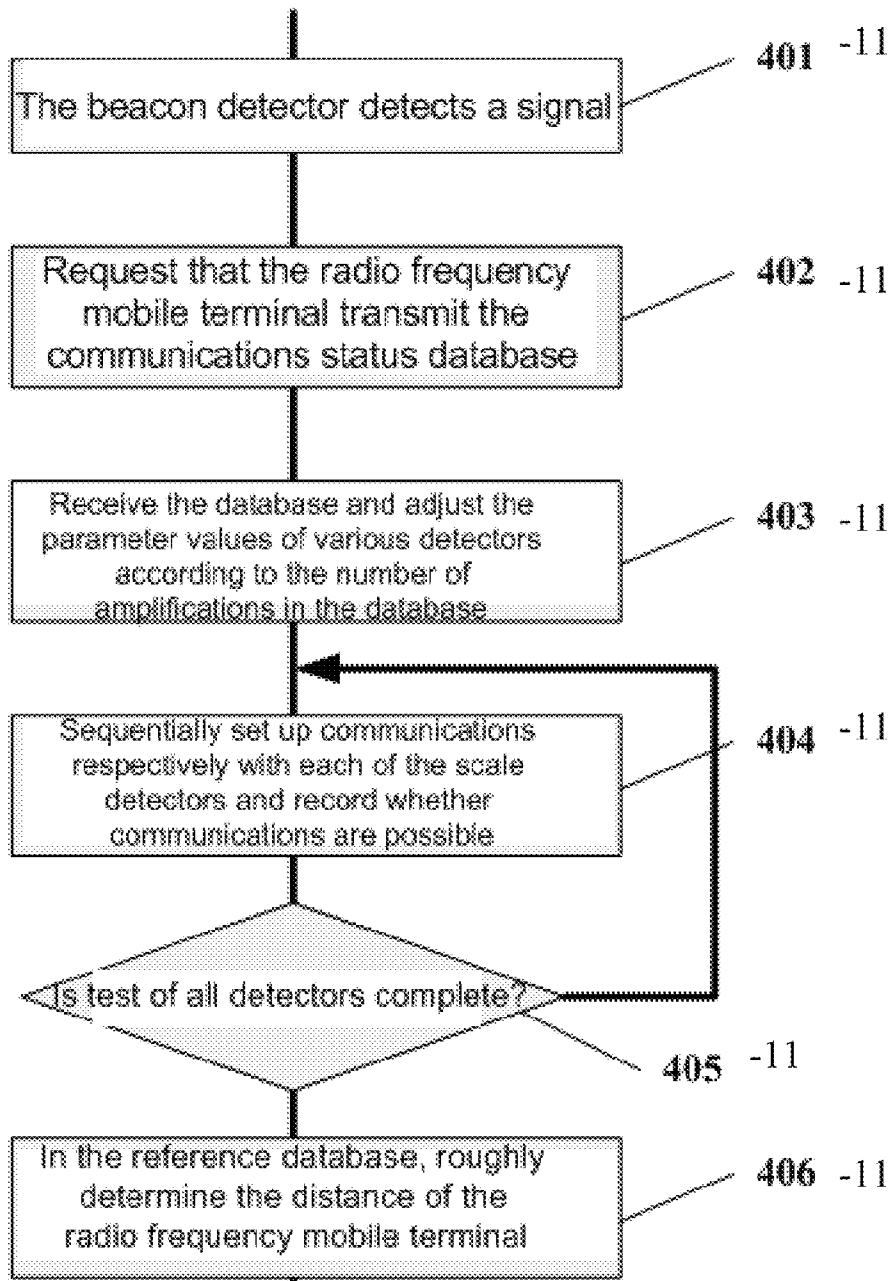 The beacon detector detects a signal
401 -11
Request that the radio frequency
mobile terminal transmit the
communications status database
402 -11
Receive the database and adjust the
parameter values of various detectors
according to the number of
amplifications in the database
403 -11
Sequentially set up communications
respectively with each of the scale
detectors and record whether
communications are possible
404 -11
Is test of all detectors complete?
405 -11
In the reference database, roughly
determine the distance of the
radio frequency mobile terminal
406 -11